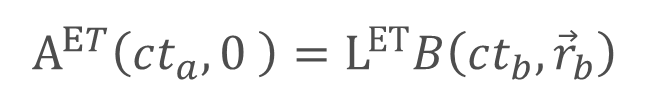 A^{ET}(ct_a, 0 ) = L^{ET}B(ct_b, \vec{r}_b)